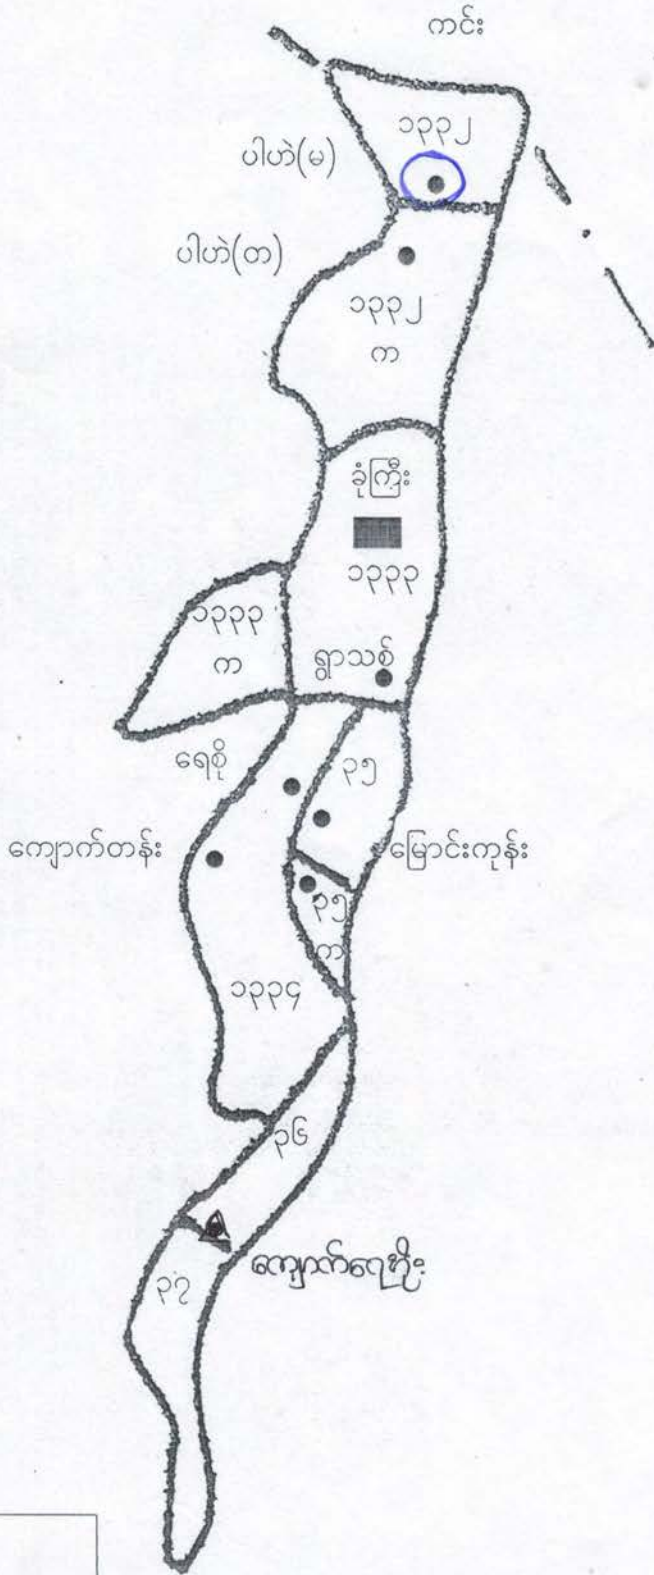 ကင်း
၁၃၃၂
ပါဟဲ(မ)
ပါဟဲ(တ)
၁၃၃၂
က
ခုံကြီး
၁၃၃၃
၁၃၃၃
က
ရွာသစ်
ရေစို
၃၅
ကျောက်တန်း
မြောင်းကုန်း
၃၅
က
၁၃၃၄
၃၆
ကျောက်ရေအိုး
၃၇